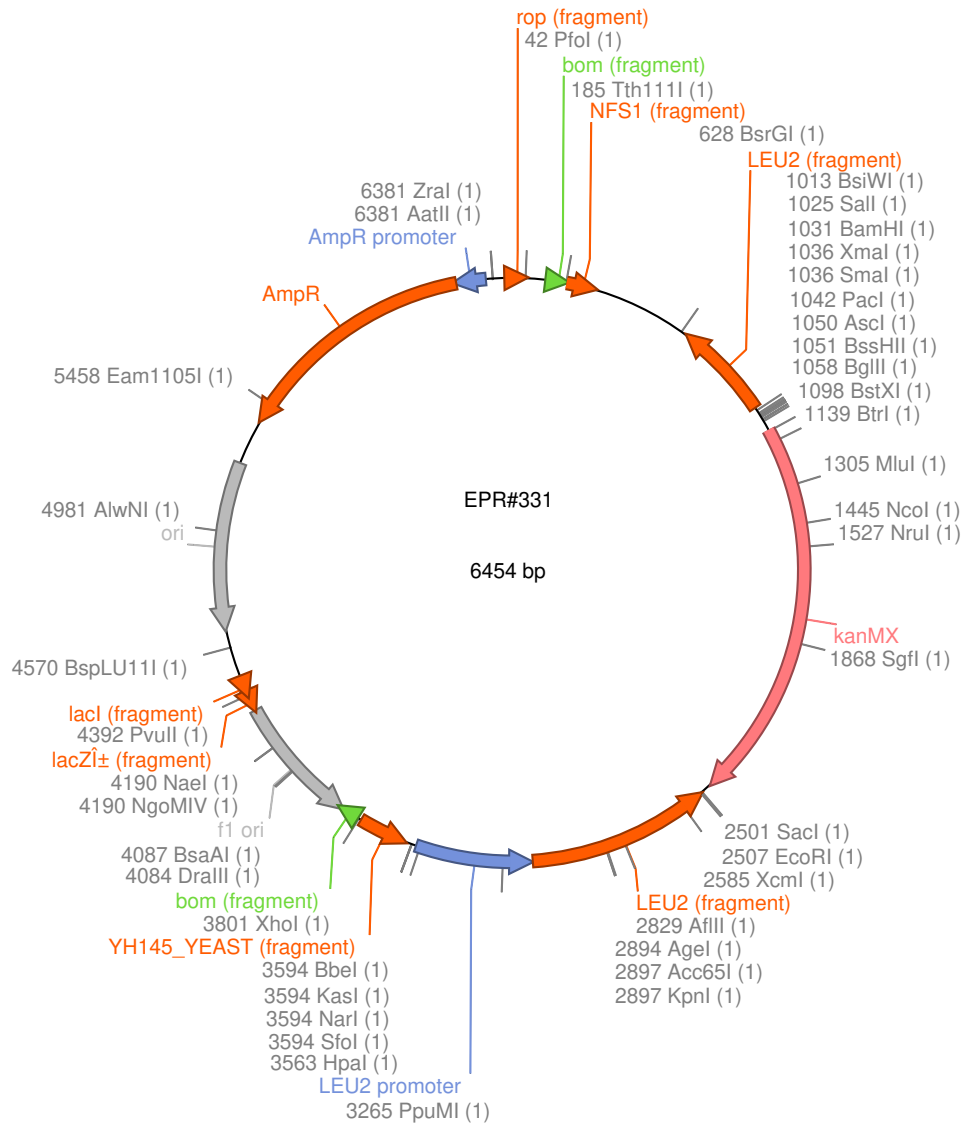 rop (fragment)
42 PfoI (1)
bom (fragment)
185 Tth111I (1)
NFS1 (fragment)
628 BsrGI (1)
LEU2 (fragment)
1013 BsiWI (1)
1025 SalI (1)
1031 BamHI (1)
1036 XmaI (1)
1036 SmaI (1)
1042 PacI (1)
1050 AscI (1)
1051 BssHII (1)
1058 BglII (1)
1098 BstXI (1)
1139 BtrI (1)
1305 MluI (1)
1445 NcoI (1)
1527 NruI (1)
kanMX
1868 SgfI (1)
2501 SacI (1)
2507 EcoRI (1)
2585 XcmI (1)
LEU2 (fragment)
2829 AflII (1)
2894 AgeI (1)
2897 Acc65I (1)
2897 KpnI (1)
3265 PpuMI (1)
LEU2 promoter
3563 HpaI (1)
3594 SfoI (1)
3594 NarI (1)
3594 KasI (1)
3594 BbeI (1)
YH145_YEAST (fragment)
3801 XhoI (1)
bom (fragment)
4084 DraIII (1)
4087 BsaAI (1)
f1 ori
4190 NgoMIV (1)
4190 NaeI (1)
lacZÎ± (fragment)
4392 PvuII (1)
lacI (fragment)
4570 BspLU11I (1)
ori
4981 AlwNI (1)
5458 Eam1105I (1)
AmpR
AmpR promoter
6381 AatII (1)
6381 ZraI (1)
EPR#331
6454 bp